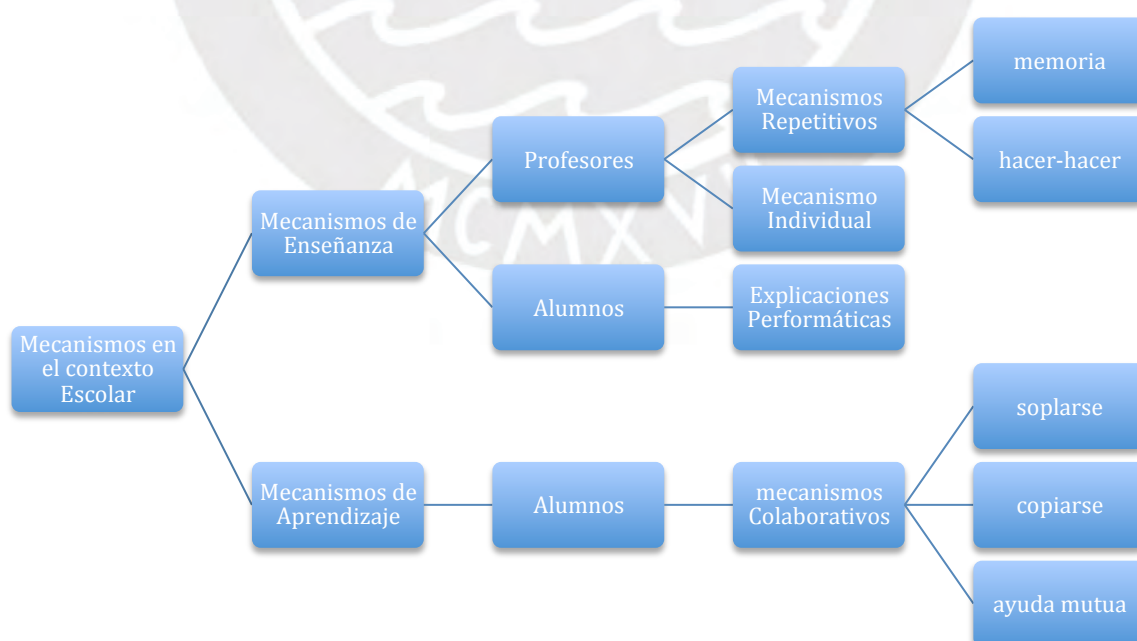 memoria
Mecanismos
Repetitivos
hacer-hacer
Profesores
Mecanismo
Individual
Mecanismos de
Enseñanza
Alumnos
Explicaciones
Performáticas
Mecanismos en
el contexto
Escolar
soplarse
Mecanismos de
Aprendizaje
Alumnos
mecanismos
Colaborativos
copiarse
ayuda mutua